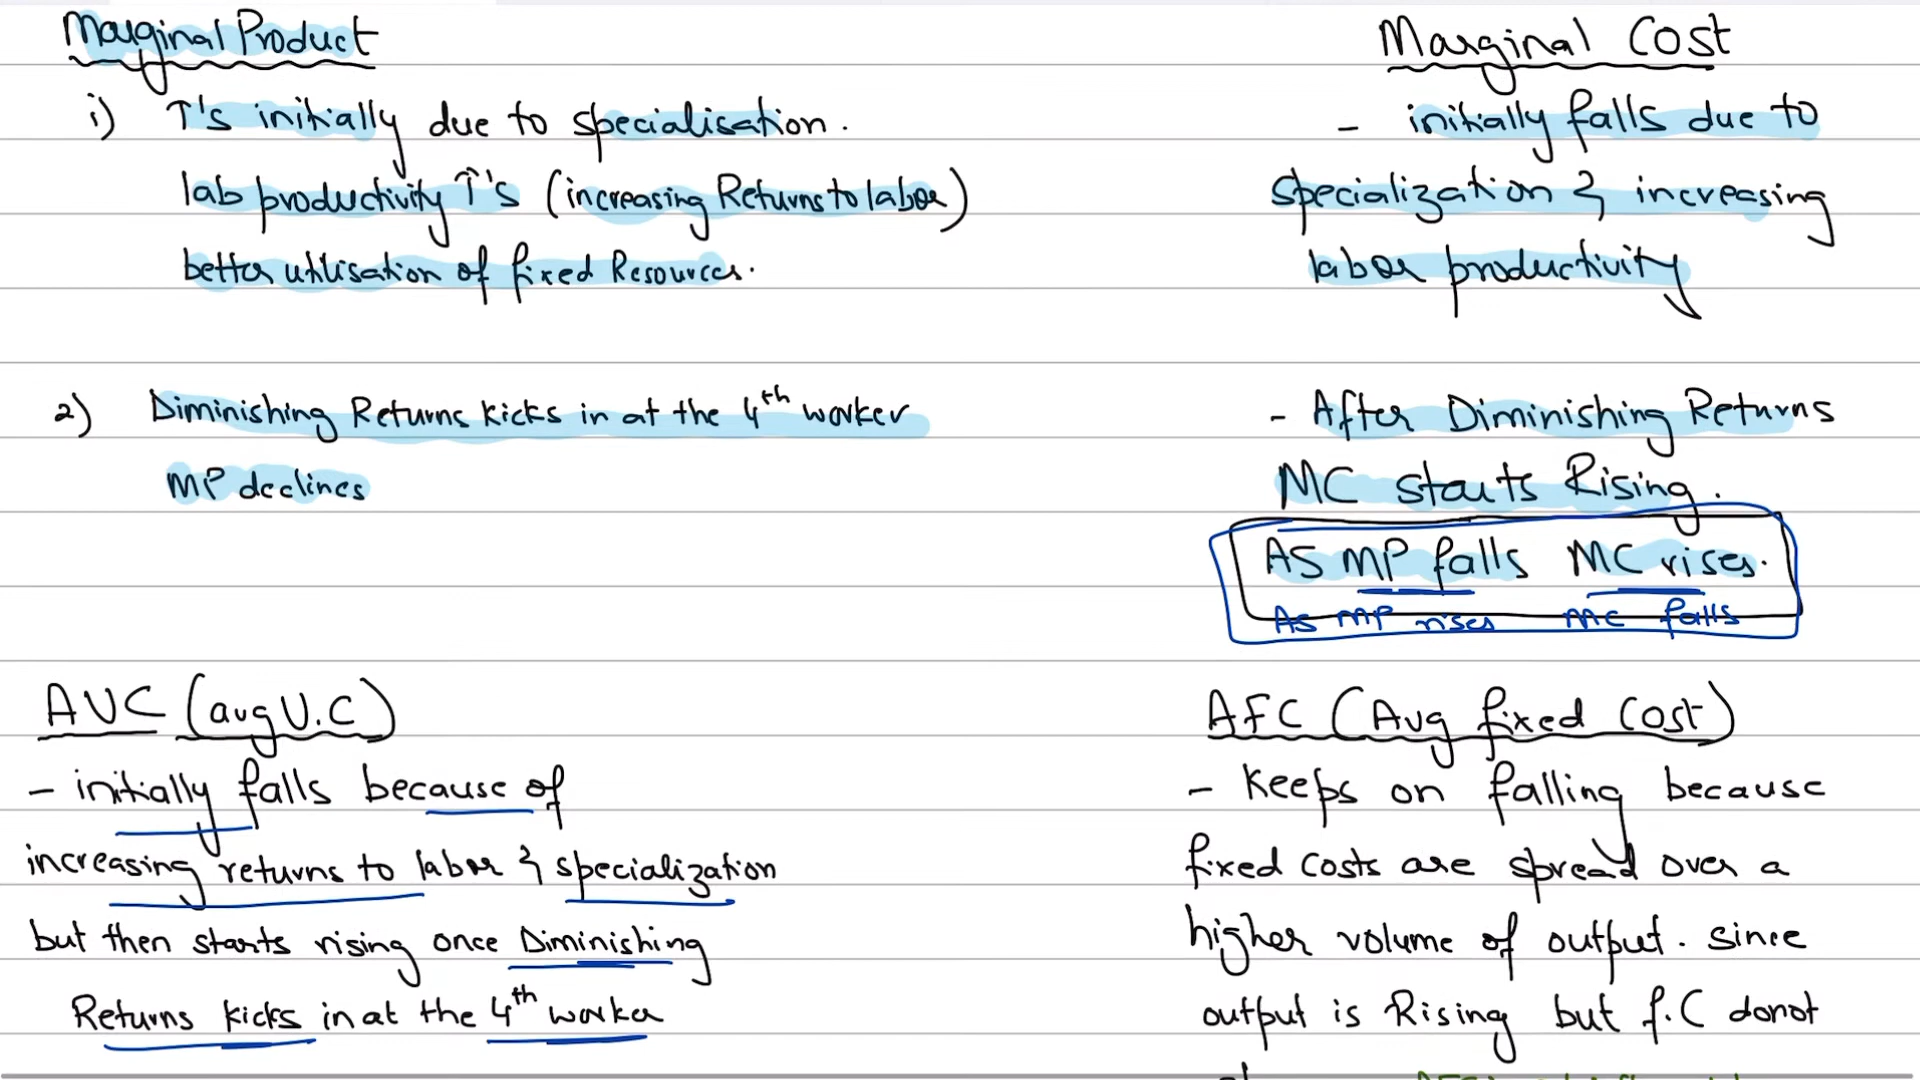 Marginal Product
i) ↑'s initially due to specialisation.
lab productivity ↑'s (increasing Returns to labor)
better utilisation of fixed Resources.
2) Diminishing Returns kicks in at the 4th worker
MP declines
Marginal Cost
- initially falls due to
specialization & increasing
labor productivity
- After Diminishing Returns
MC starts Rising.
AS MP falls MC rises.
As MP rises MC falls
AVC (avg V.C)
- initially falls because of
increasing returns to labor & specialization
but then starts rising once Diminishing
Returns kicks in at the 4th worker
AFC (Avg fixed Cost)
- Keeps on falling because
fixed costs are spread over a
higher volume of output. Since
output is Rising but f.C donot